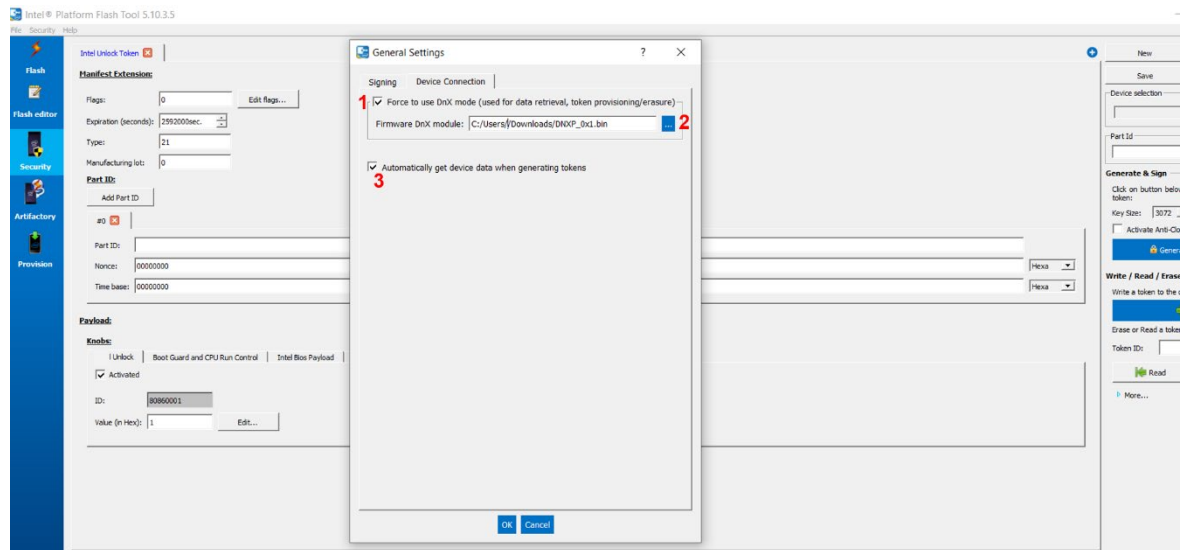 Intel® Platform Flash Tool 5.10.3.5
File Security Help
Flash
Flash editor
Security
Artifactory
Provision
Intel Unlock Token
Manifest Extension:
Flags: 0 Edit flags...
Expiration (seconds): 2592000sec.
Type: 21
Manufacturing lot: 0
Part ID:
Add Part ID
#0
Part ID:
Nonce: 00000000 Hexa
Time base: 00000000 Hexa
Payload:
Knobs:
l Unlock Boot Guard and CPU Run Control Intel Bios Payload
Activated
ID: 80860001
Value (in Hex): 1 Edit...
General Settings ? ×
Signing Device Connection
1 Force to use DnX mode (used for data retrieval, token provisioning/erasure)
Firmware DnX module: C:/Users/l/Downloads/DNXP_0x1.bin ... 2
Automatically get device data when generating tokens
3
OK Cancel
New
Save
Device selection
Part Id
Generate & Sign
Click on button below
token:
Key Size: 3072
Activate Anti-Clo
Genera
Write / Read / Erase
Write a token to the
Erase or Read a token
Token ID:
Read
More...